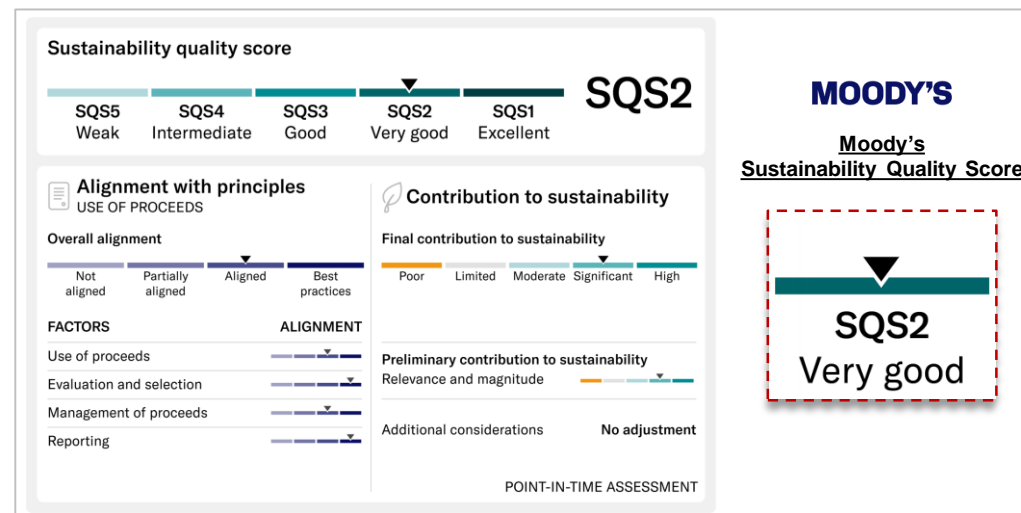 Sustainability quality score
SQS2
SQS5 SQS4 SQS3 SQS2 SQS1
Weak Intermediate Good Very good Excellent
Alignment with principles
USE OF PROCEEDS
Overall alignment
Not aligned
Partially aligned
Aligned
Best practices
FACTORS ALIGNMENT
Use of proceeds
Evaluation and selection
Management of proceeds
Reporting
Contribution to sustainability
Final contribution to sustainability
Poor Limited Moderate Significant High
Preliminary contribution to sustainability
Relevance and magnitude
Additional considerations No adjustment
POINT-IN-TIME ASSESSMENT
MOODY'S
Moody's
Sustainability Quality Score
SQS2
Very good